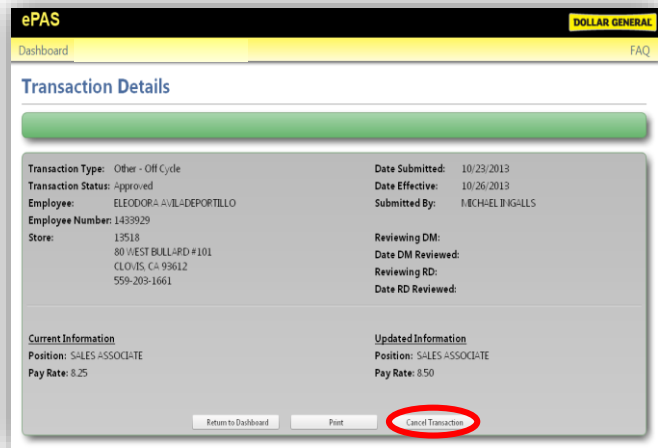 ePAS
DOLLAR GENERAL
Dashboard
FAQ
Transaction Details
Transaction Type: Other - Off Cycle
Transaction Status: Approved
Employee: ELEODORA AVILADEPORTILLO
Employee Number: 1433929
Store: 13518
80 WEST BULLARD #101
CLOVIS, CA 93612
559-203-1661
Date Submitted: 10/23/2013
Date Effective: 10/26/2013
Submitted By: MICHAEL INGALLS
Reviewing DM:
Date DM Reviewed:
Reviewing RD:
Date RD Reviewed:
Current Information
Position: SALES ASSOCIATE
Pay Rate: 8.25
Updated Information
Position: SALES ASSOCIATE
Pay Rate: 8.50
Return to Dashboard
Print
Cancel Transaction